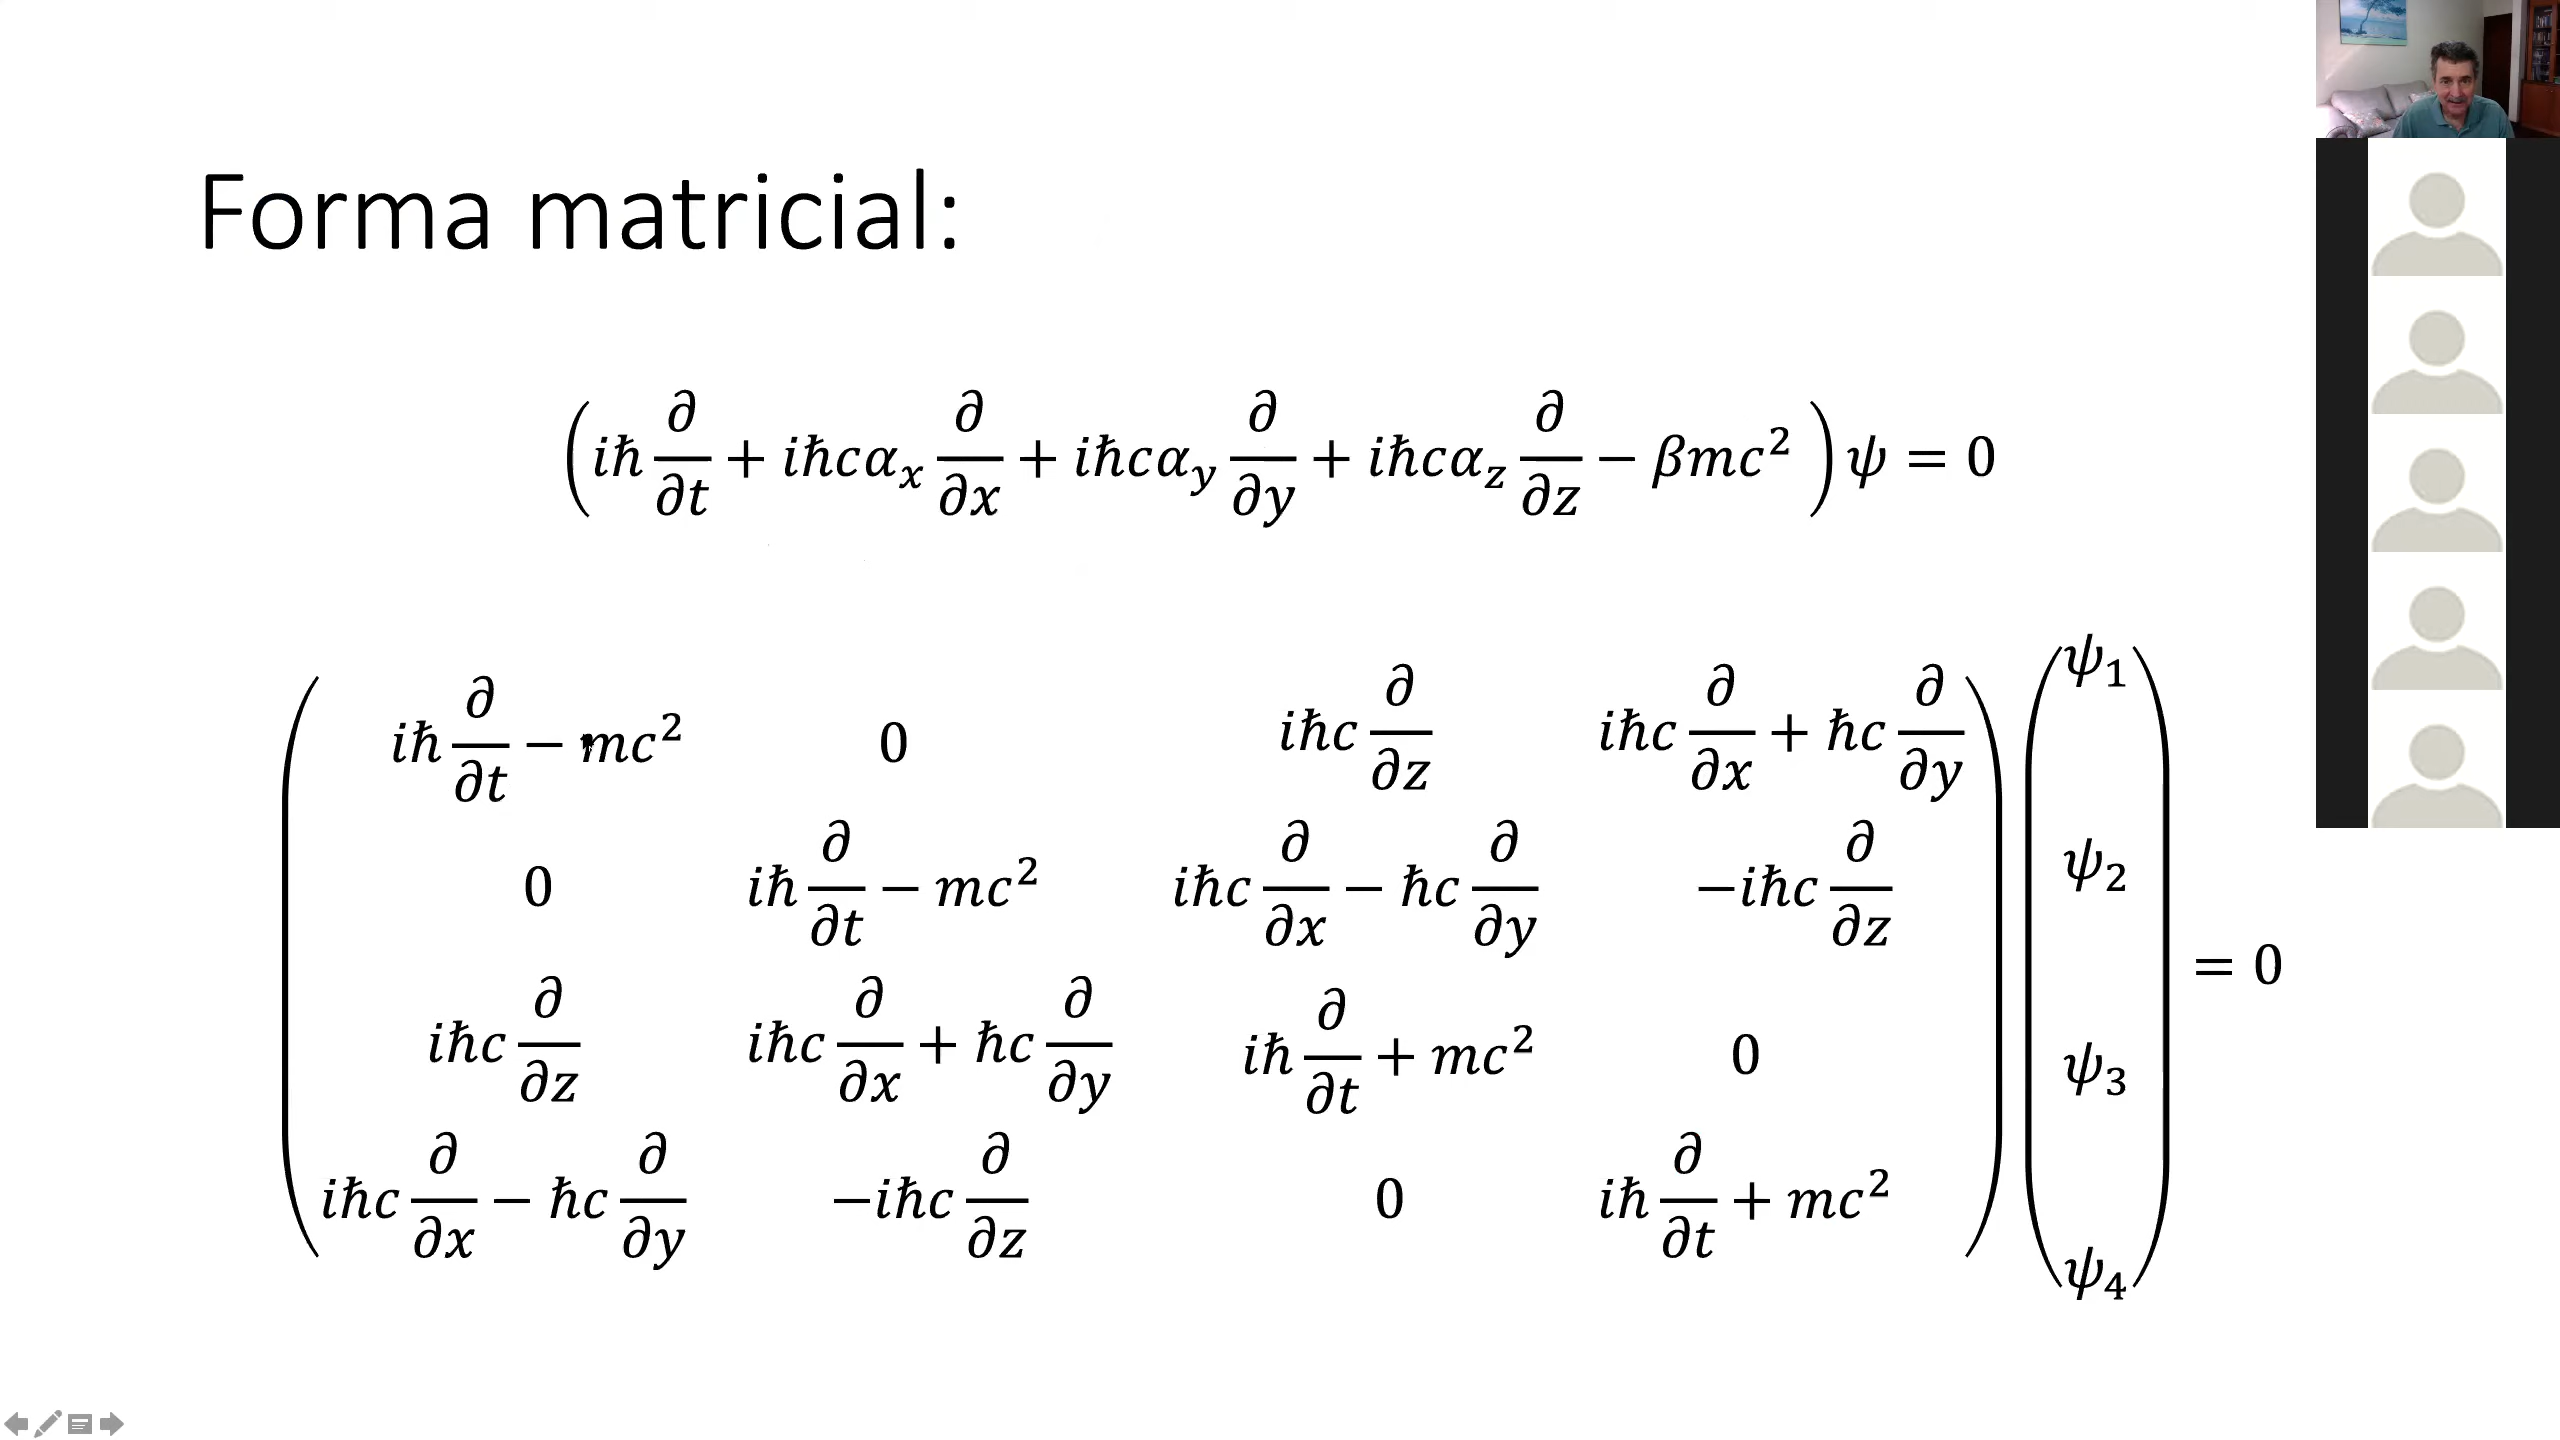 Forma matricial:
(iħ ∂/∂t + iħcα_x ∂/∂x + iħcα_y ∂/∂y + iħcα_z ∂/∂z − βmc²) ψ = 0
iħ ∂/∂t − mc² 0 iħc ∂/∂z iħc ∂/∂x + ħc ∂/∂y ψ₁
0 iħ ∂/∂t − mc² iħc ∂/∂x − ħc ∂/∂y −iħc ∂/∂z ψ₂
= 0
iħc ∂/∂z iħc ∂/∂x + ħc ∂/∂y iħ ∂/∂t + mc² 0 ψ₃
iħc ∂/∂x − ħc ∂/∂y −iħc ∂/∂z 0 iħ ∂/∂t + mc² ψ₄